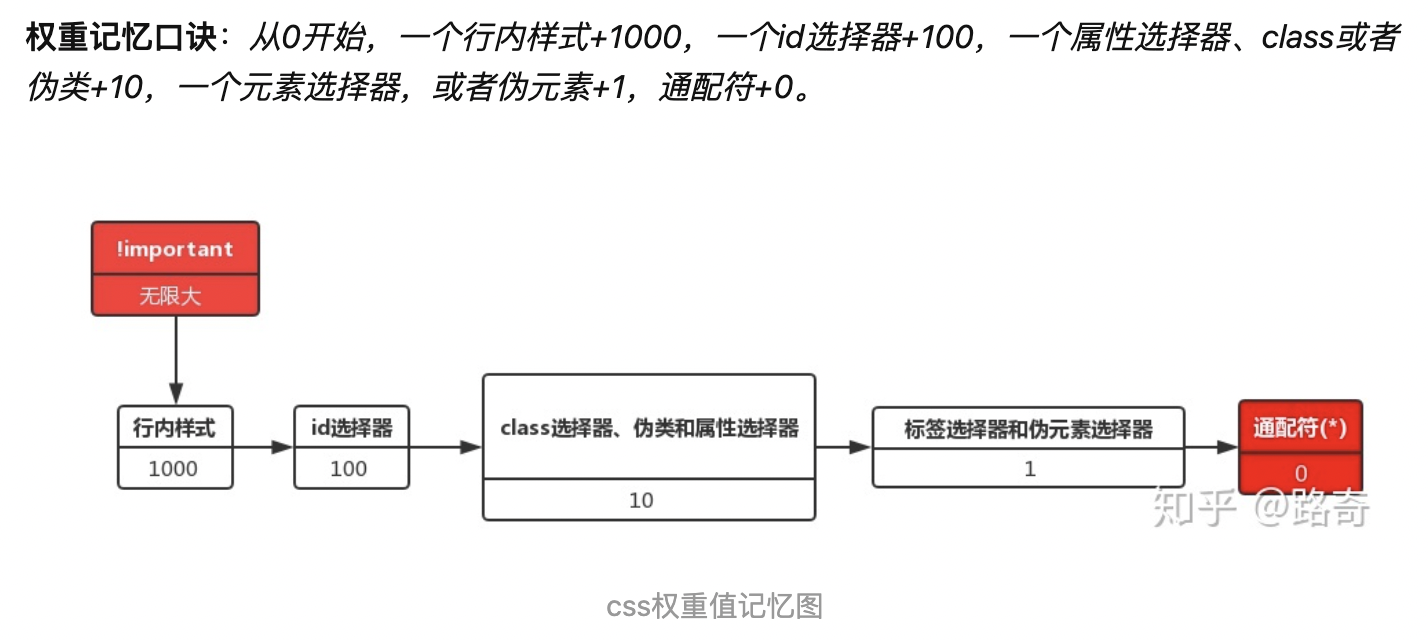 权重记忆口诀：从0开始，一个行内样式+1000，一个id选择器+100，一个属性选择器、class或者
伪类+10，一个元素选择器，或者伪元素+1，通配符+0。
!important
无限大
行内样式
1000
id选择器
100
class选择器、伪类和属性选择器
10
标签选择器和伪元素选择器
1
通配符(*)
0
知乎 @路奇
css权重值记忆图